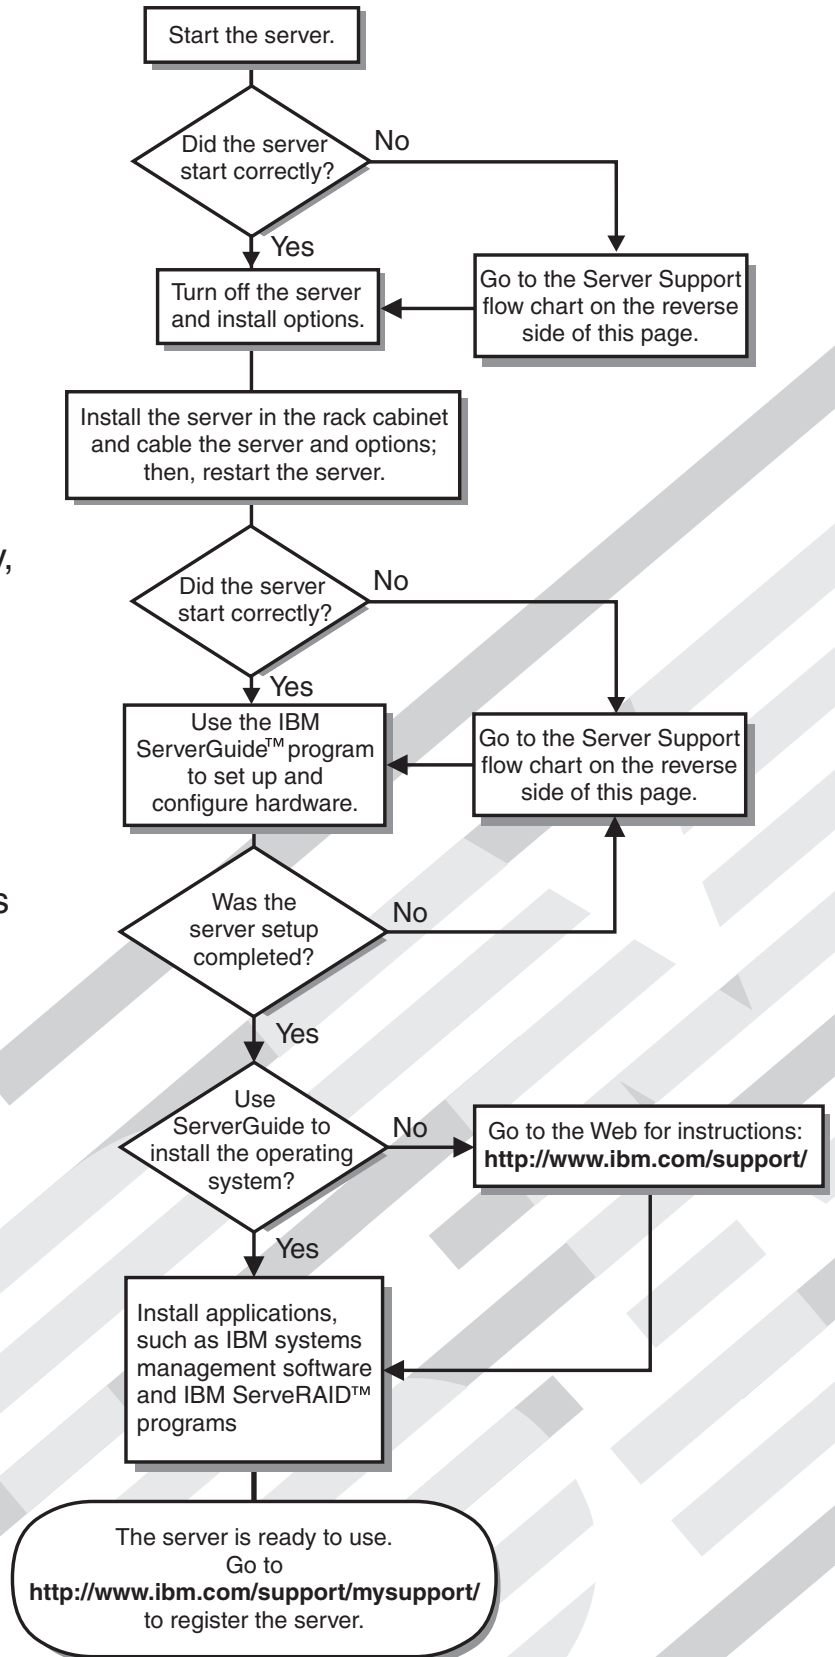 Start the server.
Did the server
start correctly?
No
Yes
Turn off the server
and install options.
Go to the Server Support
flow chart on the reverse
side of this page.
Install the server in the rack cabinet
and cable the server and options;
then, restart the server.
y,
Did the server
start correctly?
No
Yes
Use the IBM
ServerGuide™ program
to set up and
configure hardware.
Go to the Server Support
flow chart on the reverse
side of this page.
s
Was the
server setup
completed?
No
Yes
Use
ServerGuide to
install the operating
system?
No
Go to the Web for instructions:
http://www.ibm.com/support/
Yes
Install applications,
such as IBM systems
management software
and IBM ServeRAID™
programs
The server is ready to use.
Go to
http://www.ibm.com/support/mysupport/
to register the server.